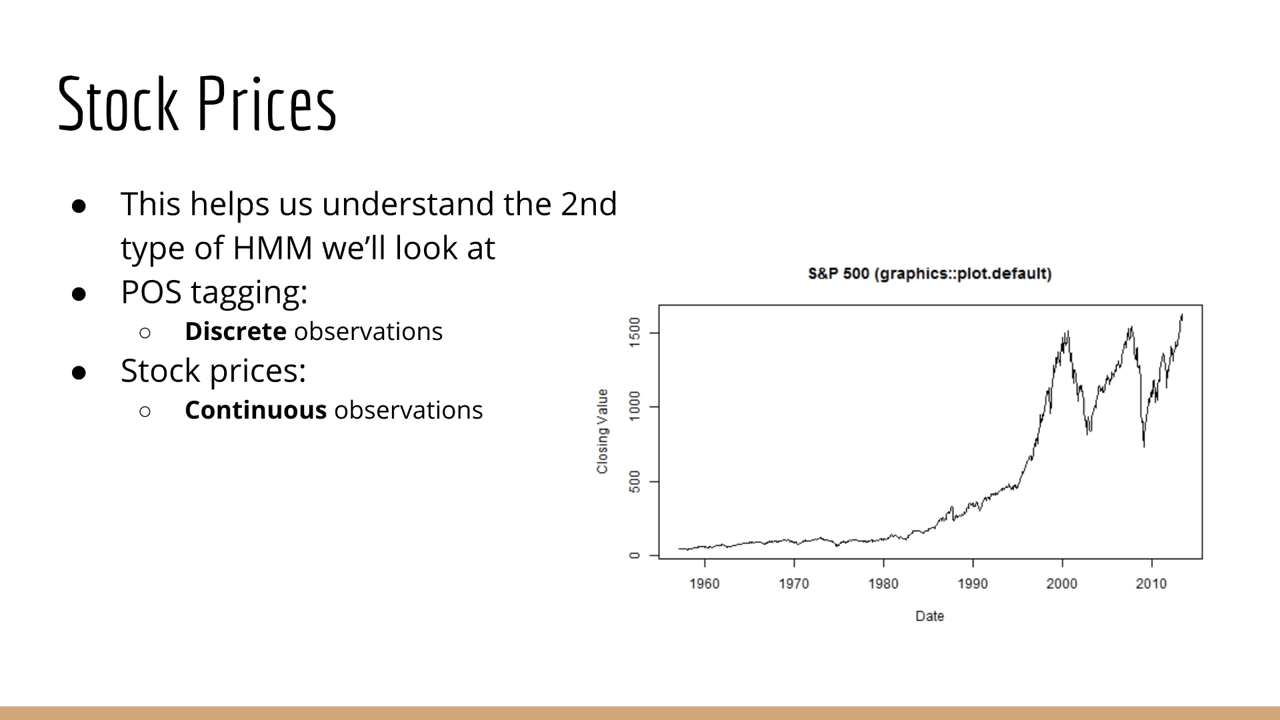 Stock Prices
● This helps us understand the 2nd
type of HMM we’ll look at
● POS tagging:
○ Discrete observations
● Stock prices:
○ Continuous observations
S&P 500 (graphics::plot.default)
Closing Value
1500
1000
500
0
1960 1970 1980 1990 2000 2010
Date